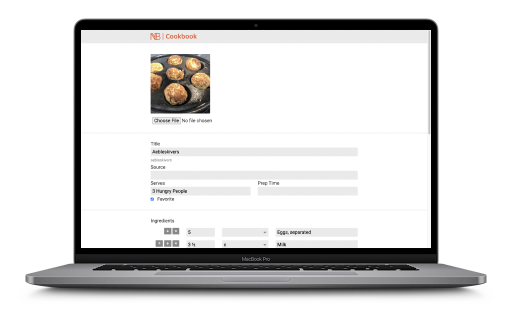 NB | Cookbook
Choose File No file chosen
Title
Aebleskivers
aebleskivers
Source
Serves Prep Time
3 Hungry People
Favorite
Ingredients
5 Eggs, separated
3 ½ c Milk
MacBook Pro